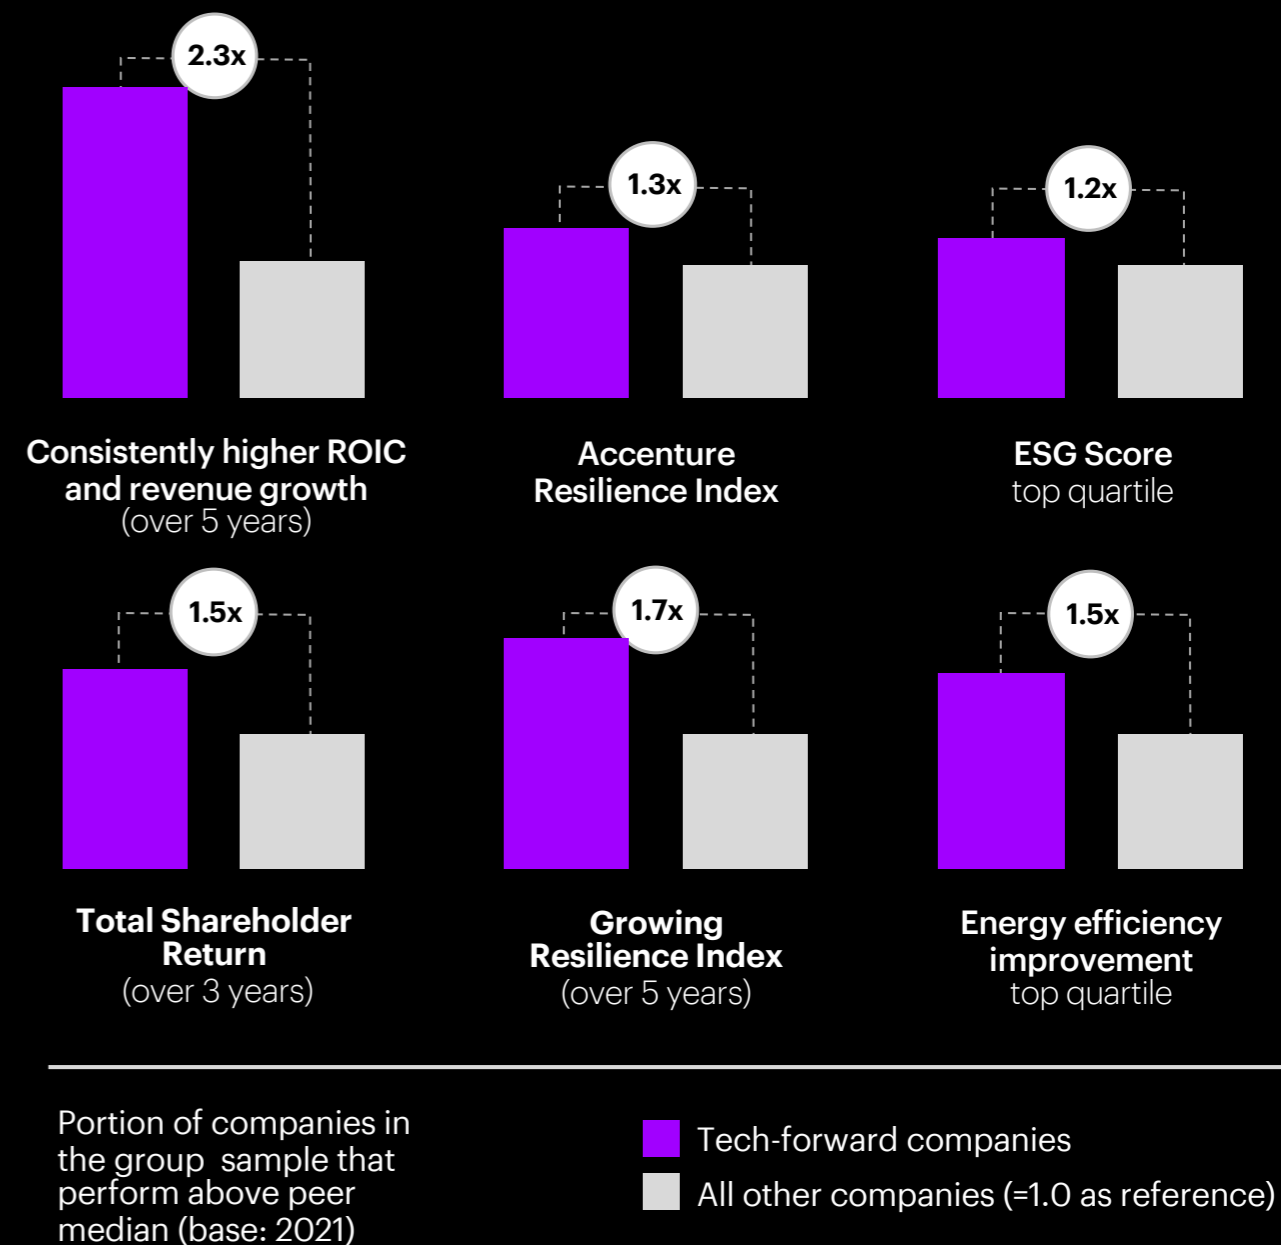 2.3x
Consistently higher ROIC
and revenue growth
(over 5 years)
1.3x
Accenture
Resilience Index
1.2x
ESG Score
top quartile
1.5x
Total Shareholder
Return
(over 3 years)
1.7x
Growing
Resilience Index
(over 5 years)
1.5x
Energy efficiency
improvement
top quartile
Portion of companies in
the group  sample that
perform above peer
median (base: 2021)
Tech-forward companies
All other companies (=1.0 as reference)